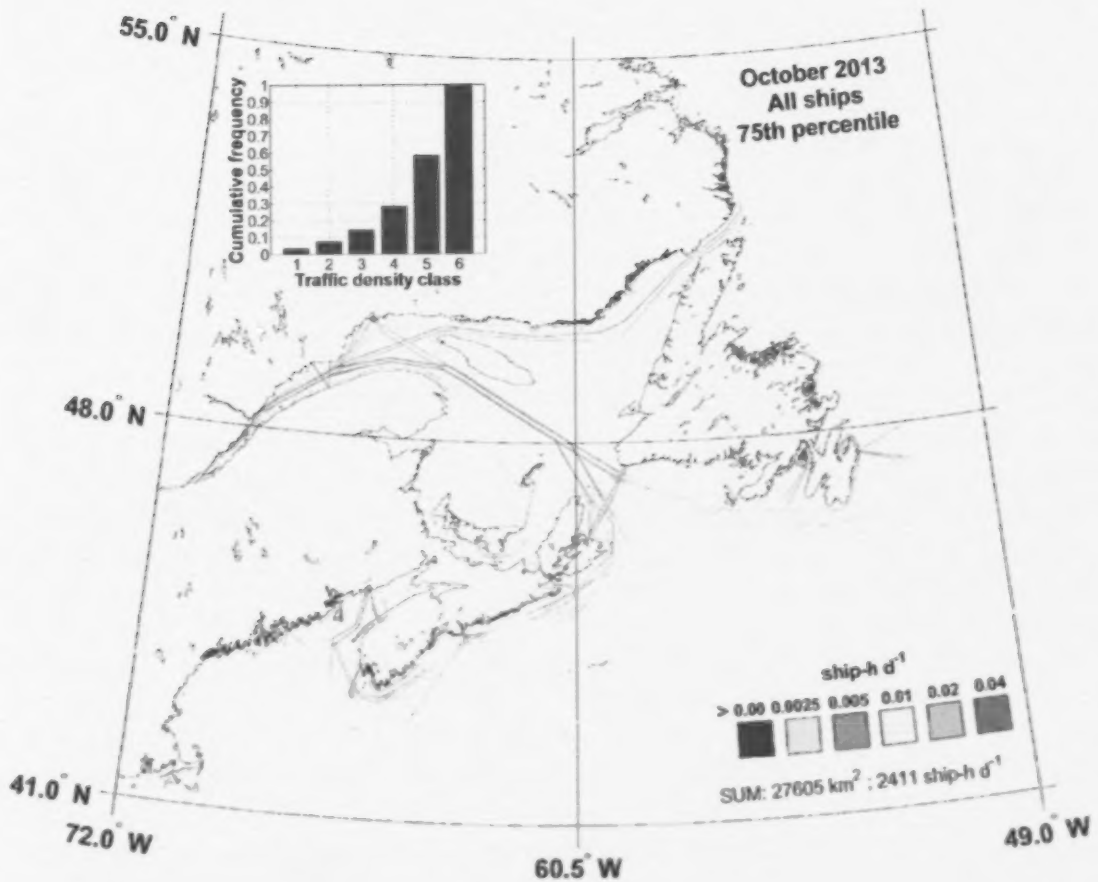 55.0° N
October 2013
All ships
75th percentile
Cumulative frequency
1
0.9
0.8
0.7
0.6
0.5
0.4
0.3
0.2
0.1
0
1 2 3 4 5 6
Traffic density class
48.0° N
ship-h d⁻¹
> 0.00 0.0025 0.005 0.01 0.02 0.04
SUM: 27605 km² ; 2411 ship-h d⁻¹
41.0° N
72.0° W
60.5° W
49.0° W